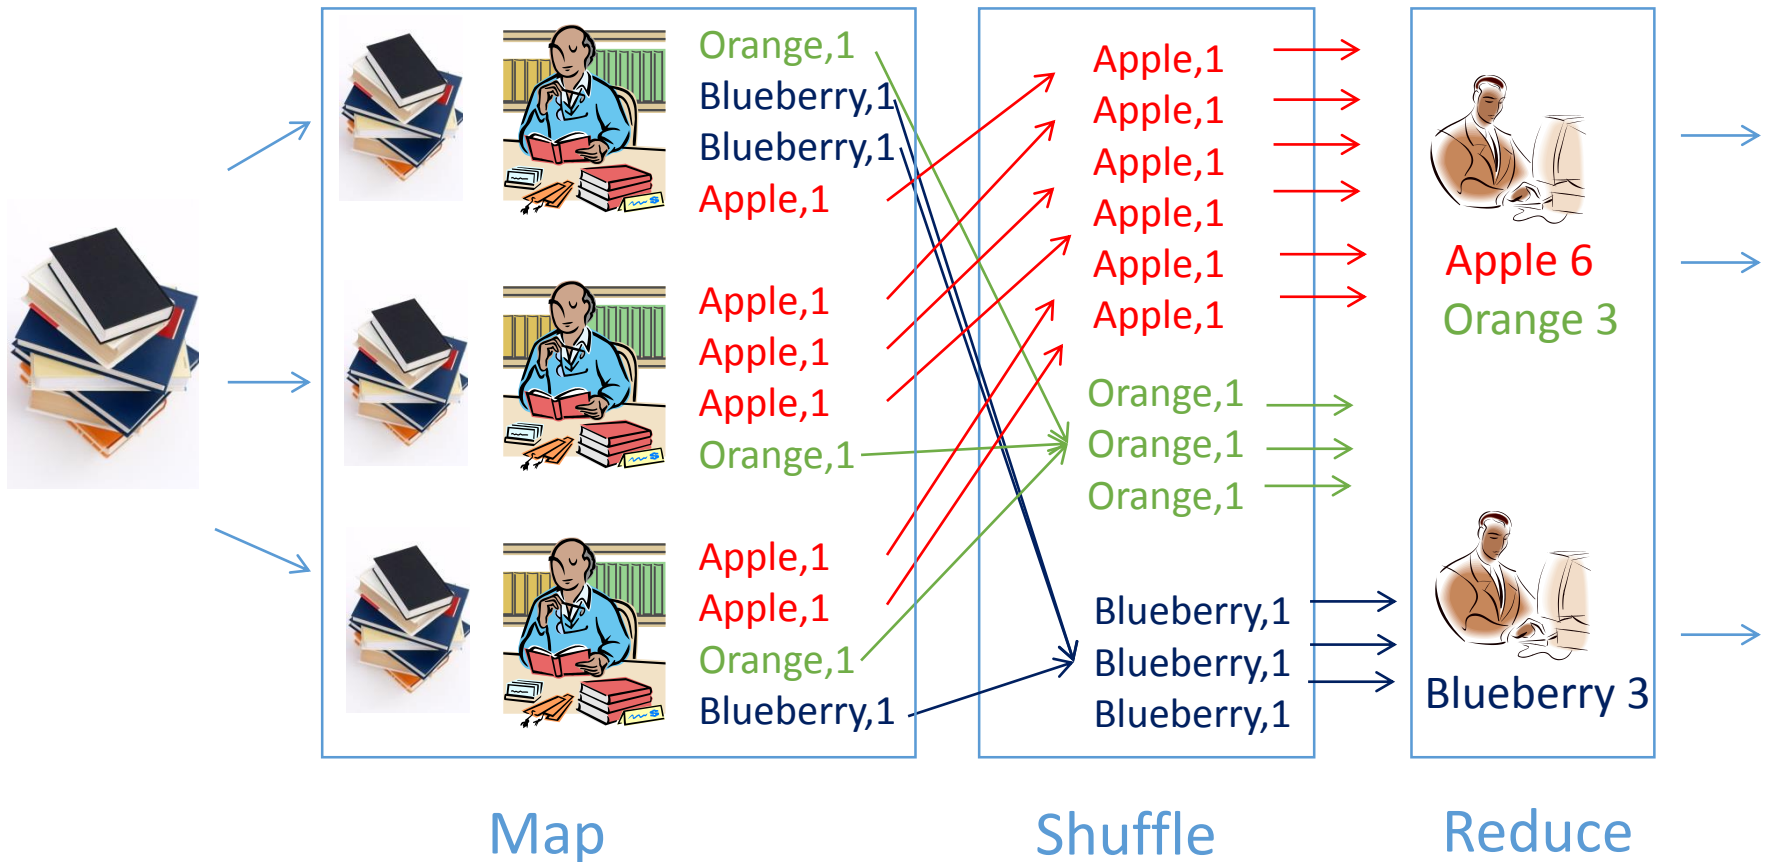 Orange,1
Blueberry,1
Blueberry,1
Apple,1
Apple,1
Apple,1
Apple,1
Orange,1
Apple,1
Apple,1
Orange,1
Blueberry,1
Map
Apple,1
Apple,1
Apple,1
Apple,1
Apple,1
Apple,1
Orange,1
Orange,1
Orange,1
Blueberry,1
Blueberry,1
Blueberry,1
Shuffle
Apple 6
Orange 3
Blueberry 3
Reduce